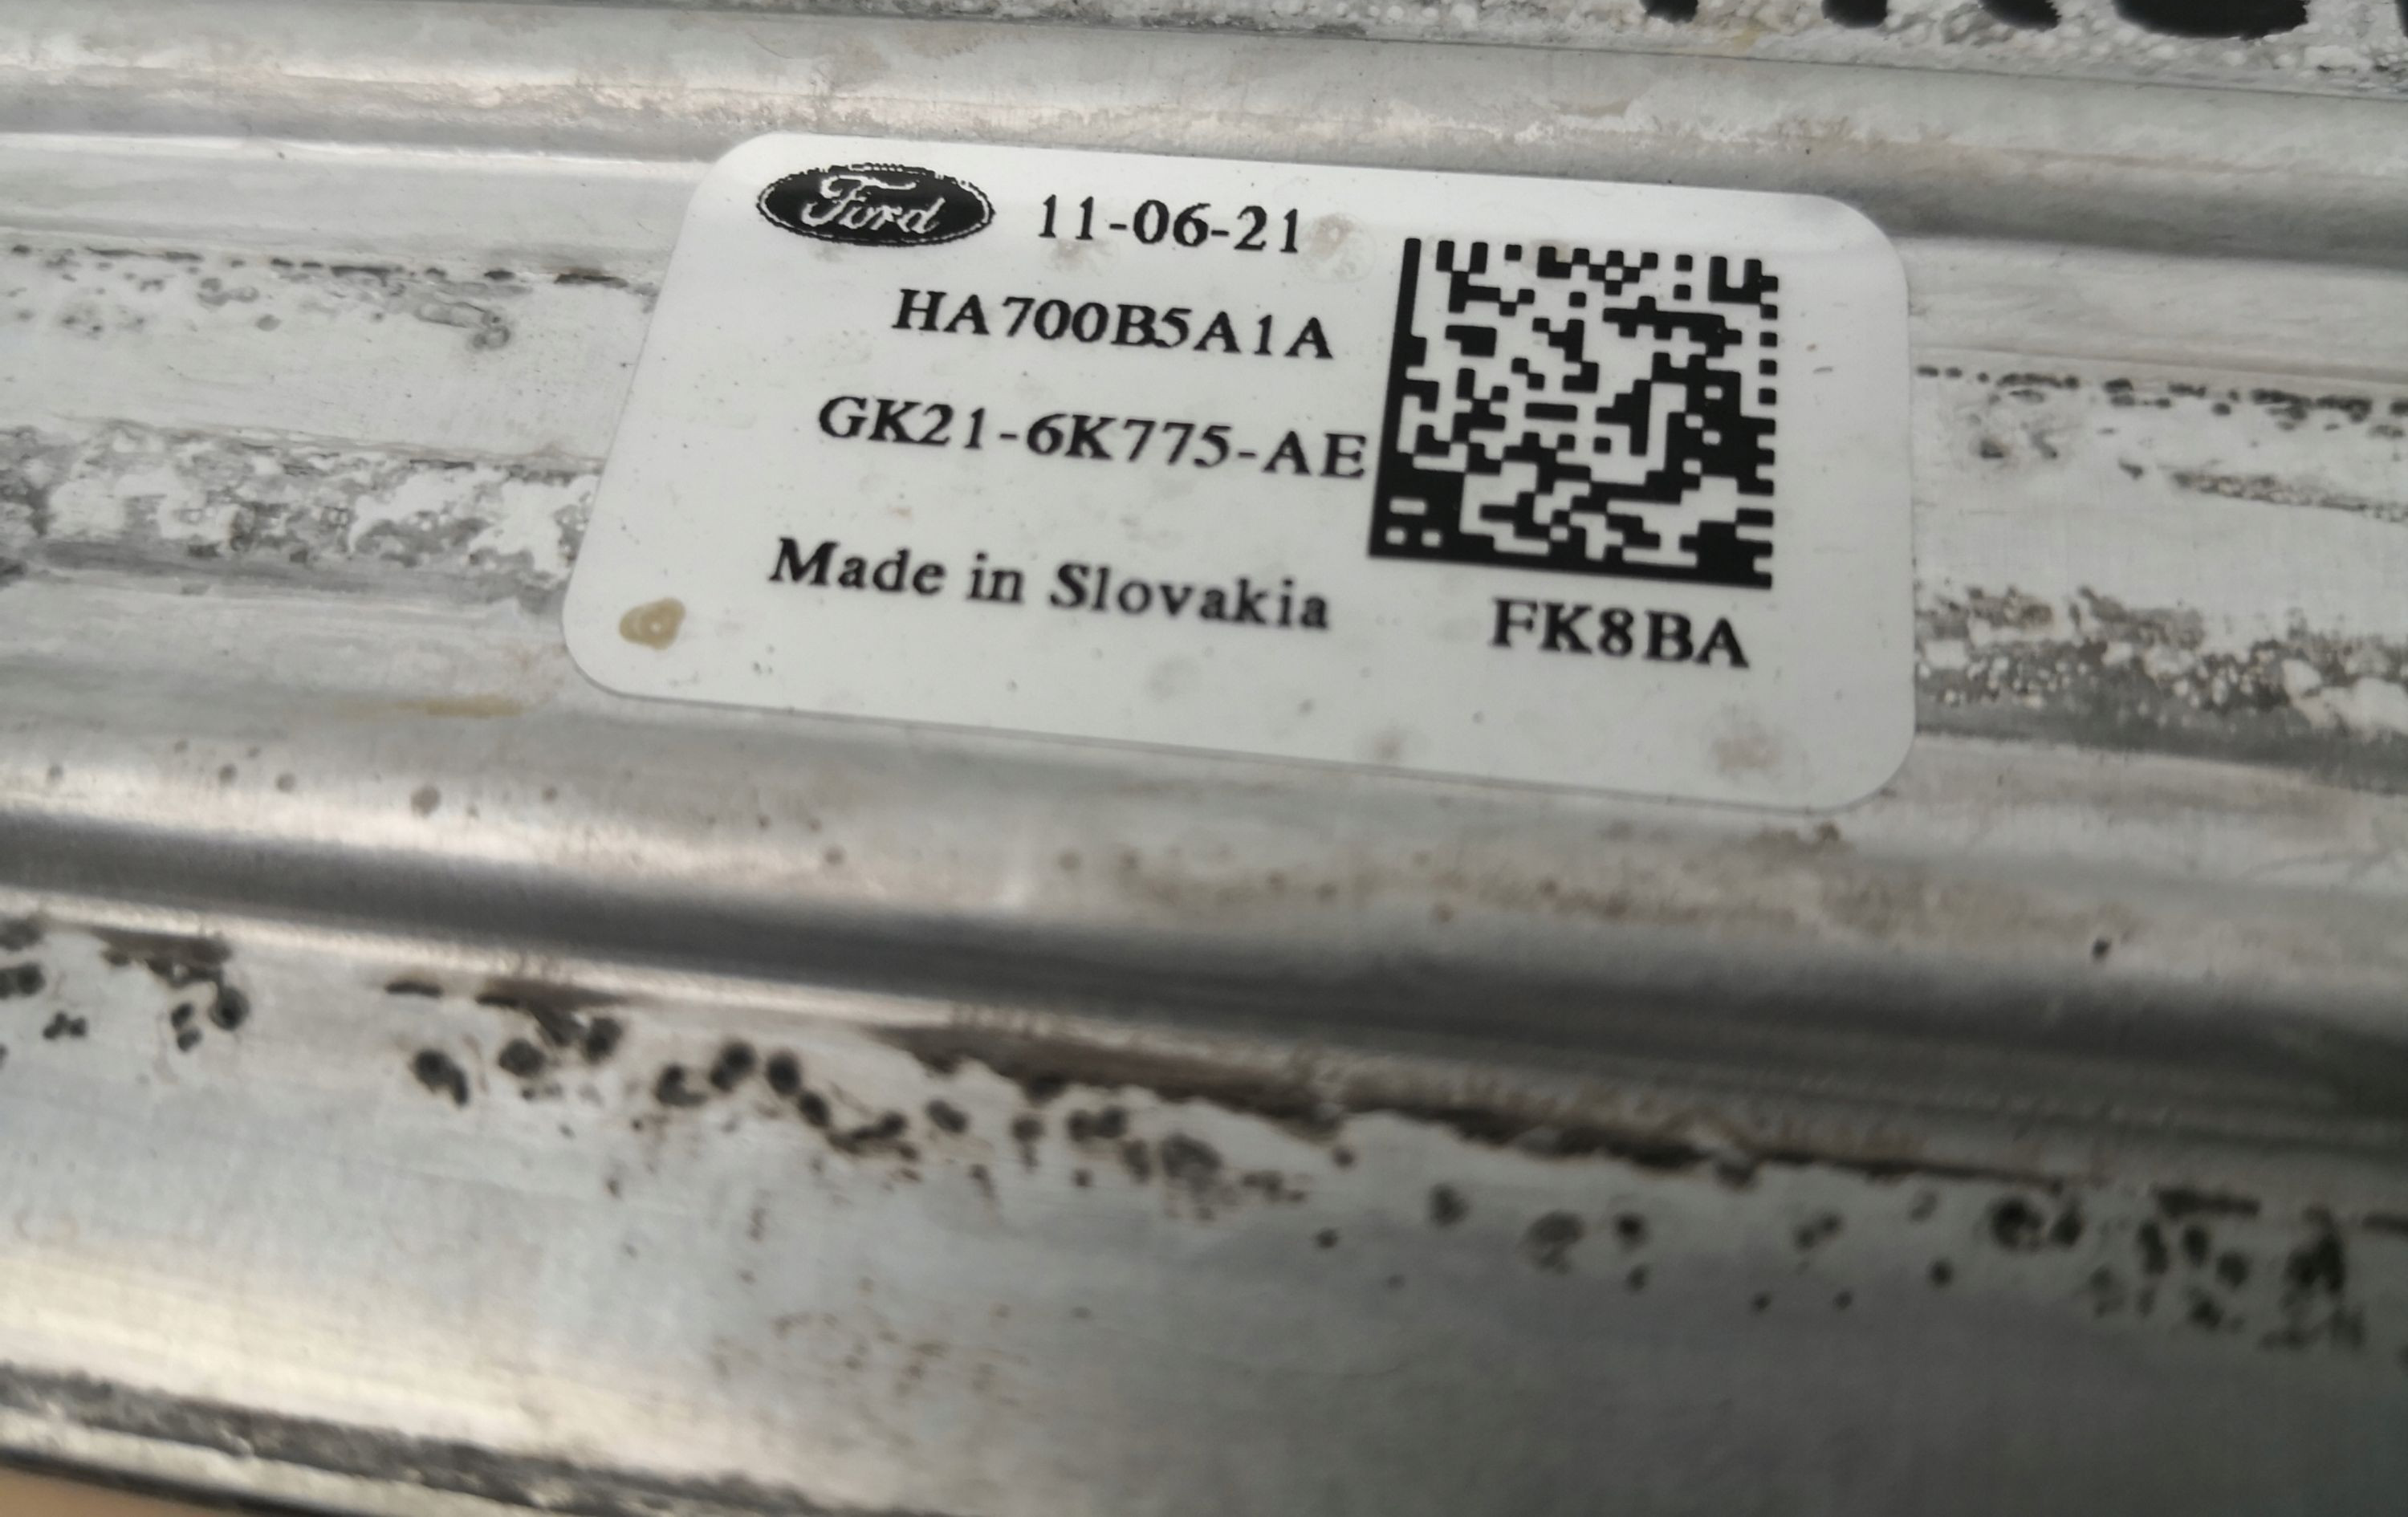 Ford 11-06-21
HA700B5A1A
GK21-6K775-AE
Made in Slovakia
FK8BA